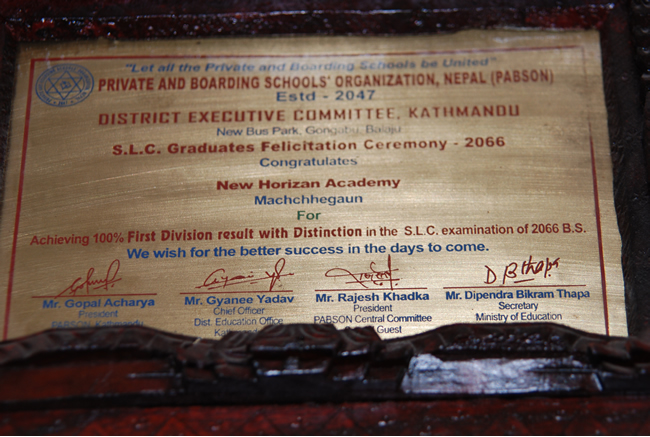 "Let all the Private and Boarding Schools be United"
PRIVATE AND BOARDING SCHOOLS' ORGANIZATION, NEPAL (PABSON)
Estd - 2047
DISTRICT EXECUTIVE COMMITTEE, KATHMANDU
New Bus Park, Gongabu, Balaju
S.L.C. Graduates Felicitation Ceremony - 2066
Congratulates
New Horizan Academy
Machchhegaun
For
Achieving 100% First Division result with Distinction in the S.L.C. examination of 2066 B.S.
We wish for the better success in the days to come.
D B thapa
Mr. Gopal Acharya
President
PABSON, Kathmandu
Mr. Gyanee Yadav
Chief Officer
Dist. Education Office
Mr. Rajesh Khadka
President
PABSON Central Committee
Guest
Mr. Dipendra Bikram Thapa
Secretary
Ministry of Education